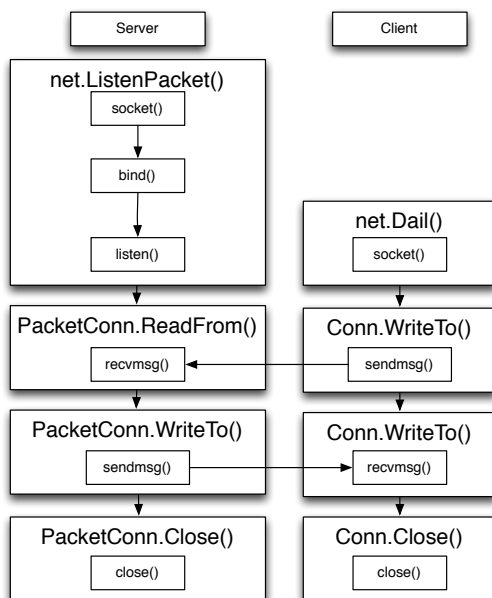 Server
Client
net.ListenPacket()
socket()
bind()
listen()
net.Dail()
socket()
PacketConn.ReadFrom()
recvmsg()
Conn.WriteTo()
sendmsg()
PacketConn.WriteTo()
sendmsg()
Conn.WriteTo()
recvmsg()
PacketConn.Close()
close()
Conn.Close()
close()